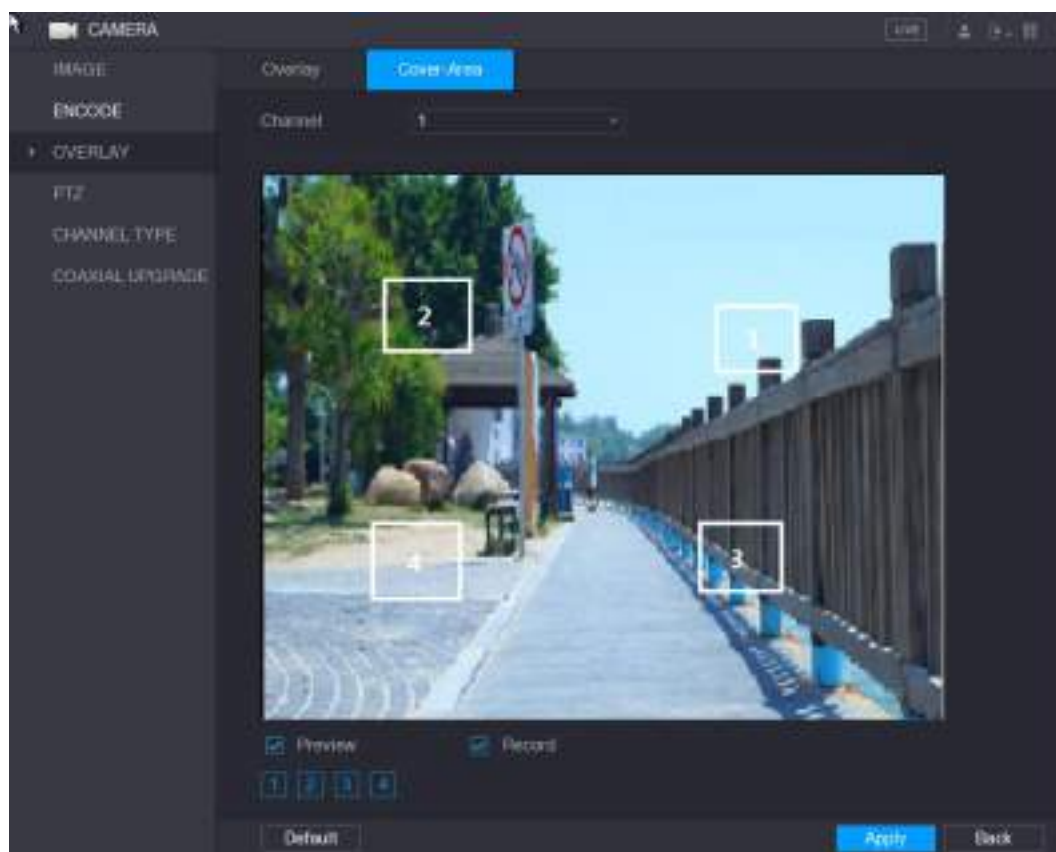 CAMERA
LIVE
IMAGE
Overlay
Cover-Area
ENCODE
Channel
1
OVERLAY
PTZ
CHANNEL TYPE
COAXIAL UPGRADE
2
1
4
3
Preview
Record
1 2 3 4
Default
Apply
Back